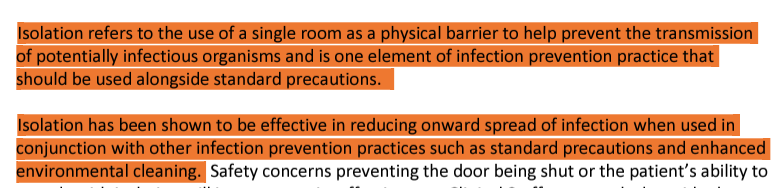 Isolation refers to the use of a single room as a physical barrier to help prevent the transmission
of potentially infectious organisms and is one element of infection prevention practice that
should be used alongside standard precautions.
Isolation has been shown to be effective in reducing onward spread of infection when used in
conjunction with other infection prevention practices such as standard precautions and enhanced
environmental cleaning. Safety concerns preventing the door being shut or the patient's ability to